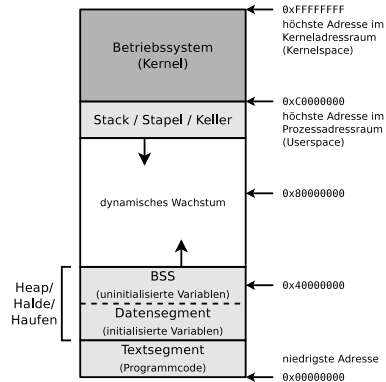 0xFFFFFFFF
höchste Adresse im
Kerneladressraum
(Kernelspace)
Betriebssystem
(Kernel)
0xC0000000
höchste Adresse im
Prozessadressraum
(Userspace)
Stack / Stapel / Keller
dynamisches Wachstum
0x80000000
Heap/
Halde/
Haufen
BSS
(uninitialisierte Variablen)
0x40000000
Datensegment
(initialisierte Variablen)
Textsegment
(Programmcode)
niedrigste Adresse
0x00000000